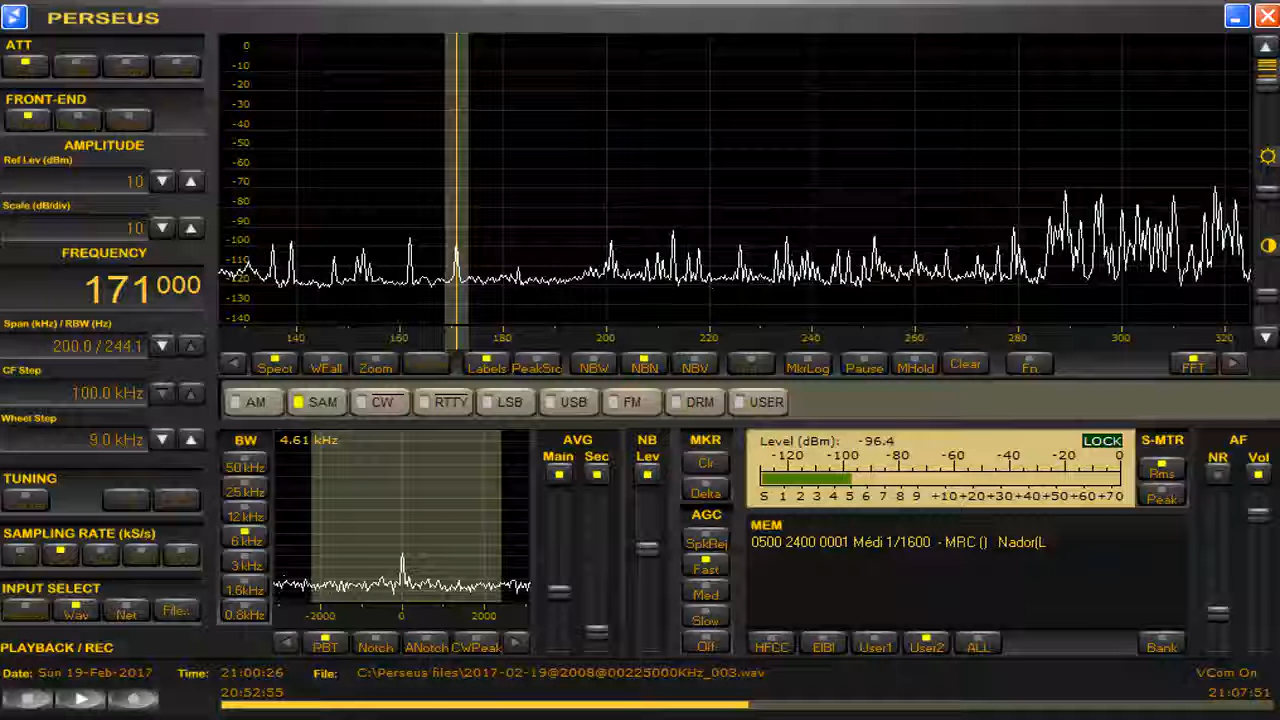 PERSEUS
ATT
FRONT-END
AMPLITUDE
Ref Lev (dBm)
10
Scale (dB/div)
10
FREQUENCY
171000
Span (kHz) / RBW (Hz)
200.0 / 244.1
CF Step
100.0 kHz
Wheel Step
9.0 kHz
TUNING
SAMPLING RATE (kS/s)
INPUT SELECT
Wav Net File..
0
-10
-20
-30
-40
-50
-60
-70
-80
-90
-100
-110
-120
-130
-140
140 160 180 200 220 240 260 280 300 320
Spect WFall Zoom Labels PeakSrc NBW NBN NBV MkrLog Pause MHold Clear Fn FFT
AM SAM CW RTTY LSB USB FM DRM USER
BW
50 kHz
25 kHz
12 kHz
6 kHz
3 kHz
1.6kHz
0.8kHz
4.61 kHz
-2000 0 2000
PBT Notch ANotch CWPeak
AVG
Main Sec
NB
Lev
MKR
Clr
Delta
AGC
SpkRej
Fast
Med
Slow
Off
Level (dBm): -96.4 LOCK
-120 -100 -80 -60 -40 -20 0
S 1 2 3 4 5 6 7 8 9 +10+20+30+40+50+60+70
S-MTR
Rms
Peak
AF
NR Vol
MEM
0500 2400 0001 Médi 1/1600 - MRC () Nador(L
HFCC EIBI User1 User2 ALL Bank
PLAYBACK / REC
Date: Sun 19-Feb-2017 Time: 21:00:26 File: C:\Perseus files\2017-02-19@2008@00225000KHz_003.wav VCom On
20:52:55 21:07:51